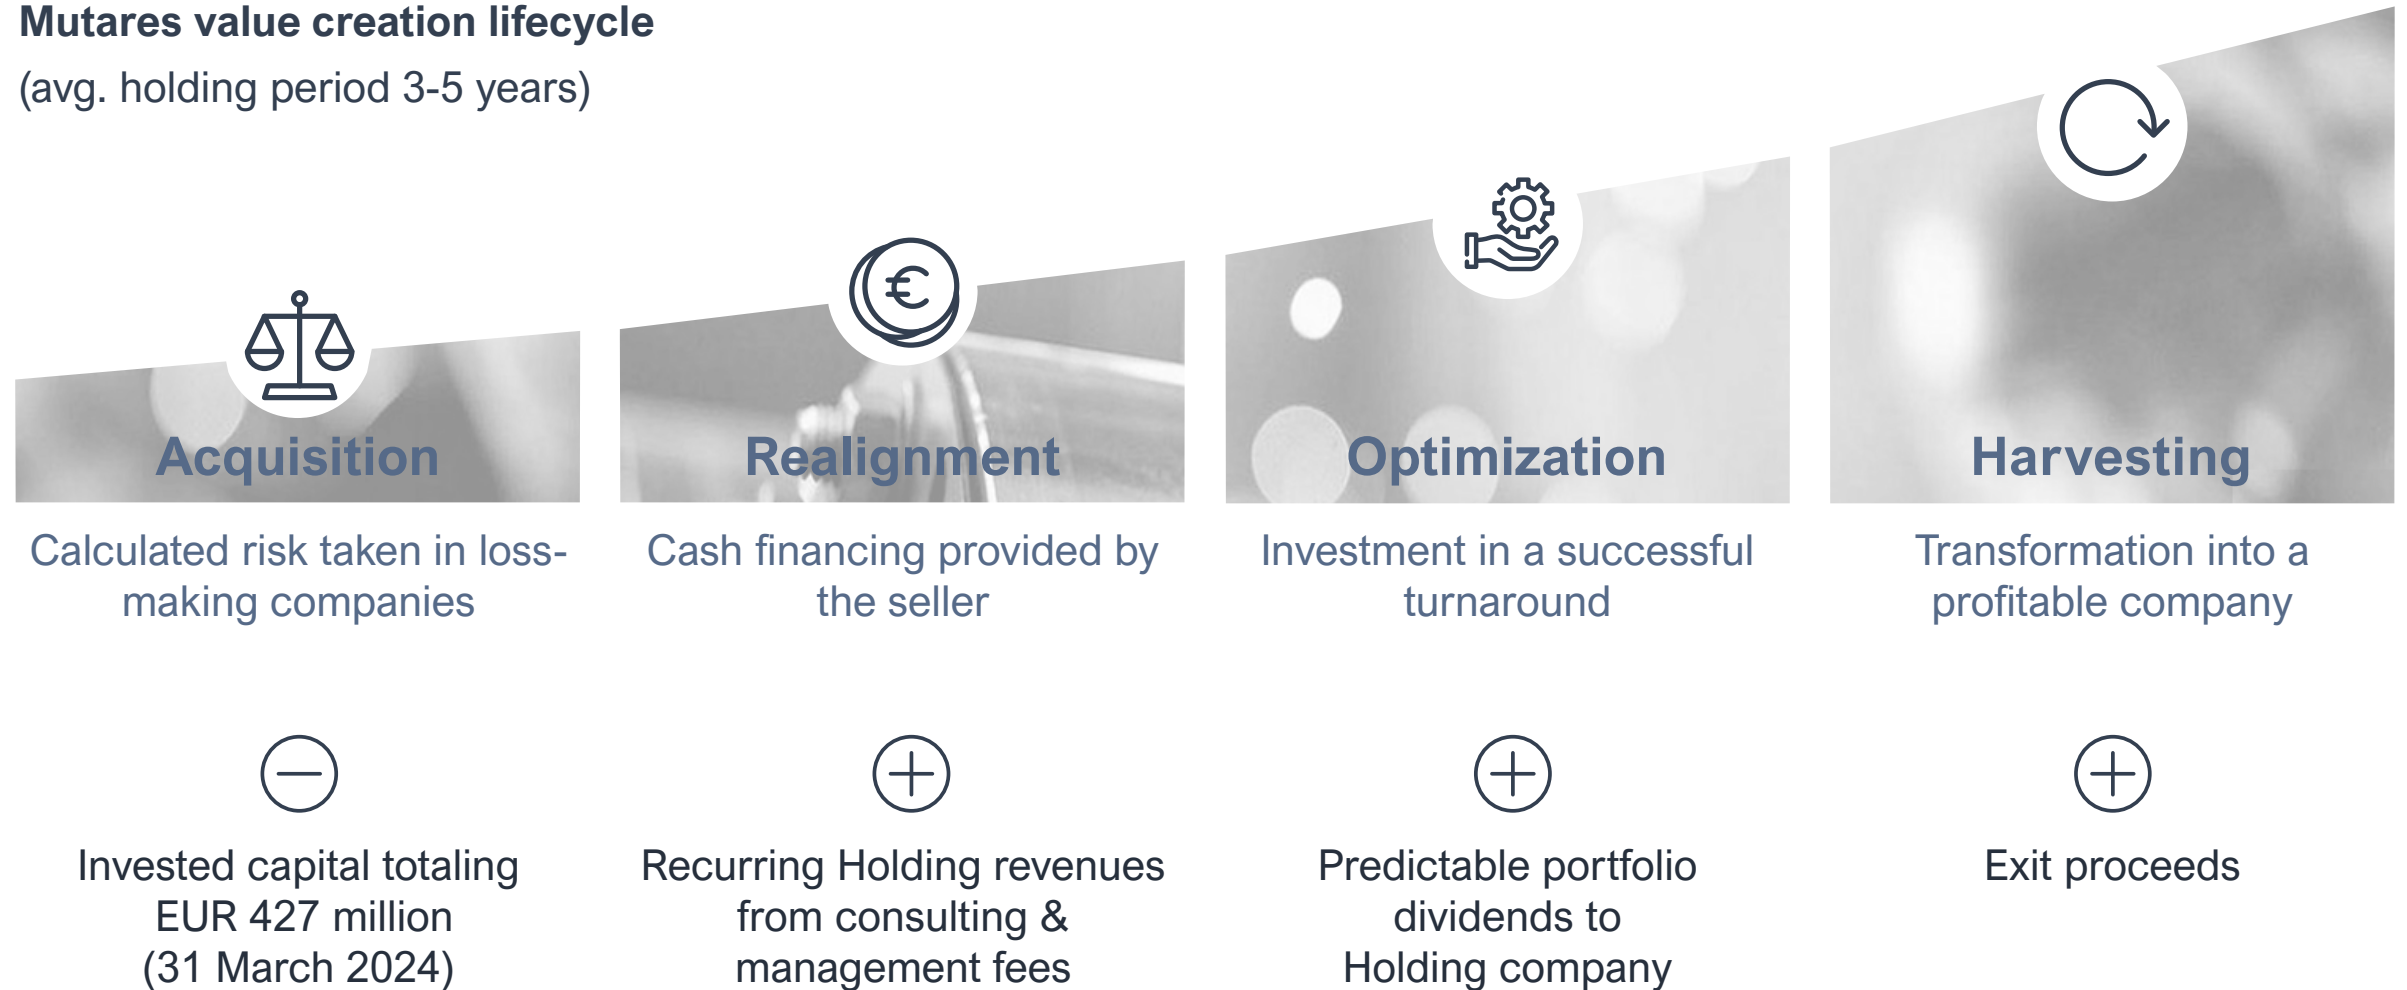 Mutares value creation lifecycle
(avg. holding period 3-5 years)
Acquisition
Calculated risk taken in loss-
making companies
Invested capital totaling
EUR 427 million
(31 March 2024)
Realignment
Cash financing provided by
the seller
Recurring Holding revenues
from consulting &
management fees
Optimization
Investment in a successful
turnaround
Predictable portfolio
dividends to
Holding company
Harvesting
Transformation into a
profitable company
Exit proceeds